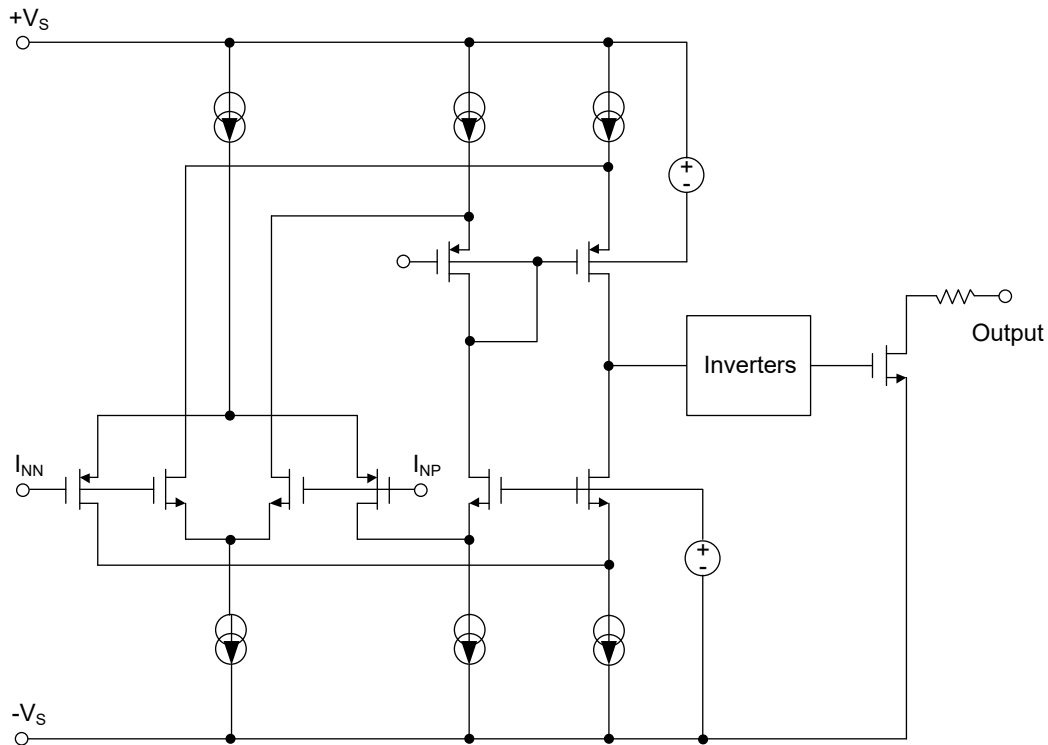 +VS
INN
INP
Inverters
Output
-VS
+
-
+
-